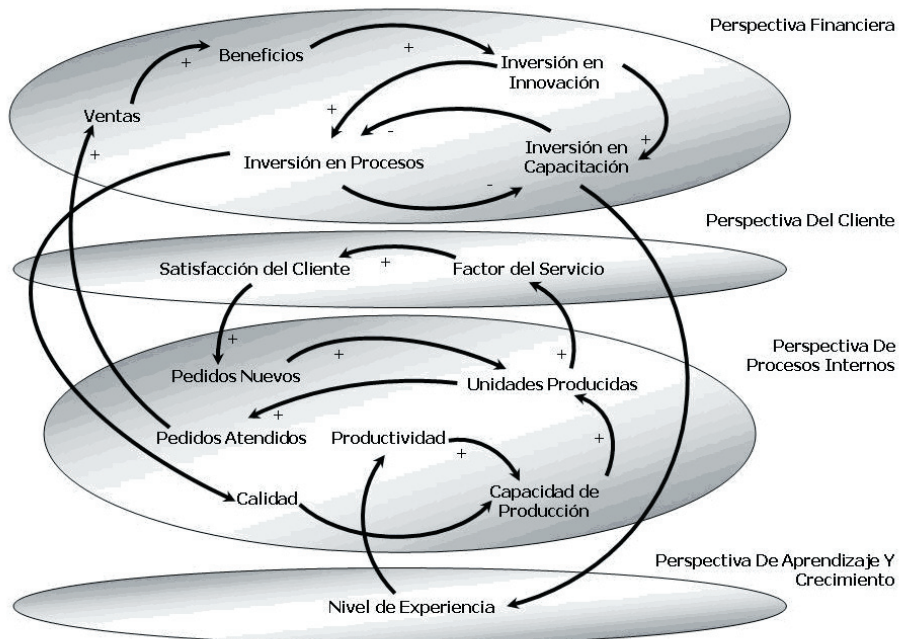 Perspectiva Financiera
Beneficios
+
+
Inversión en
Innovación
Ventas
+
+
-
+
Inversión en Procesos
Inversión en
Capacitación
-
Perspectiva Del Cliente
Satisfacción del Cliente
+
Factor del Servicio
+
Perspectiva De
Procesos Internos
+
+
Pedidos Nuevos
Unidades Producidas
+
Pedidos Atendidos
Productividad
+
+
Calidad
Capacidad de
Producción
Perspectiva De Aprendizaje Y
Crecimiento
Nivel de Experiencia